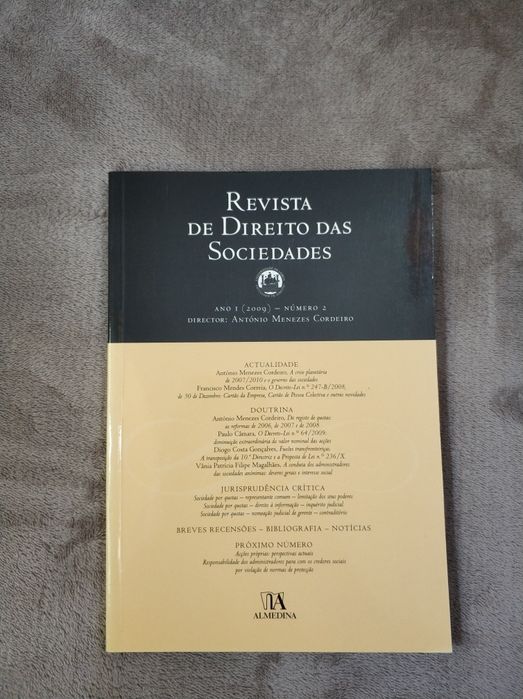 REVISTA
DE DIREITO DAS
SOCIEDADES
ANO I (2009) – NÚMERO 2
DIRECTOR: ANTÓNIO MENEZES CORDEIRO
ACTUALIDADE
António Menezes Cordeiro, A crise planetária
de 2007/2010 e o governo das sociedades
Francisco Mendes Correia, O Decreto-Lei n.º 247-B/2008,
de 30 de Dezembro: Cartão da Empresa, Cartão de Pessoa Colectiva e outras novidades
DOUTRINA
António Menezes Cordeiro, Do registo de quotas:
as reformas de 2006, de 2007 e de 2008
Paulo Câmara, O Decreto-Lei n.º 64/2009:
diminuição extraordinária do valor nominal das acções
Diogo Costa Gonçalves, Fusões transfronteiriças.
A transposição da 10.ª Directriz e a Proposta de Lei n.º 236/X
Vânia Patrícia Filipe Magalhães, A conduta dos administradores
das sociedades anónimas: deveres gerais e interesse social
JURISPRUDÊNCIA CRÍTICA
Sociedade por quotas – representante comum – limitação dos seus poderes
Sociedade por quotas – direito à informação – inquérito judicial
Sociedade por quotas – nomeação judicial de gerente – contraditório
BREVES RECENSÕES – BIBLIOGRAFIA – NOTÍCIAS
PRÓXIMO NÚMERO
Acções próprias: perspectivas actuais
Responsabilidade dos administradores para com os credores sociais
por violação de normas de protecção
ALMEDINA